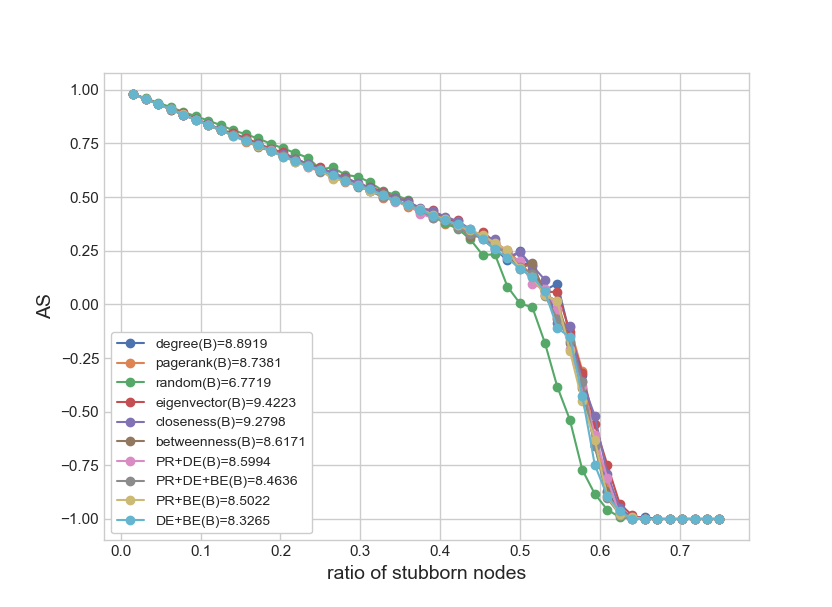 1.00
0.75
0.50
0.25
0.00
−0.25
−0.50
−0.75
−1.00
AS
degree(B)=8.8919
pagerank(B)=8.7381
random(B)=6.7719
eigenvector(B)=9.4223
closeness(B)=9.2798
betweenness(B)=8.6171
PR+DE(B)=8.5994
PR+DE+BE(B)=8.4636
PR+BE(B)=8.5022
DE+BE(B)=8.3265
0.0 0.1 0.2 0.3 0.4 0.5 0.6 0.7
ratio of stubborn nodes